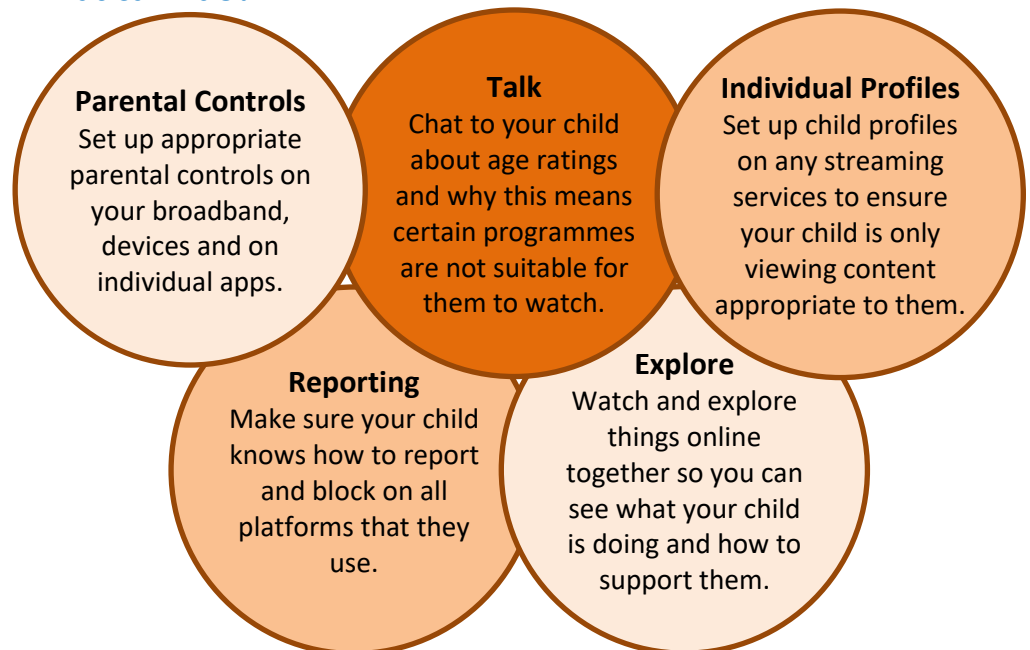 Parental Controls
Set up appropriate
parental controls on
your broadband,
devices and on
individual apps.
Talk
Chat to your child
about age ratings
and why this means
certain programmes
are not suitable for
them to watch.
Individual Profiles
Set up child profiles
on any streaming
services to ensure
your child is only
viewing content
appropriate to them.
Reporting
Make sure your child
knows how to report
and block on all
platforms that they
use.
Explore
Watch and explore
things online
together so you can
see what your child
is doing and how to
support them.